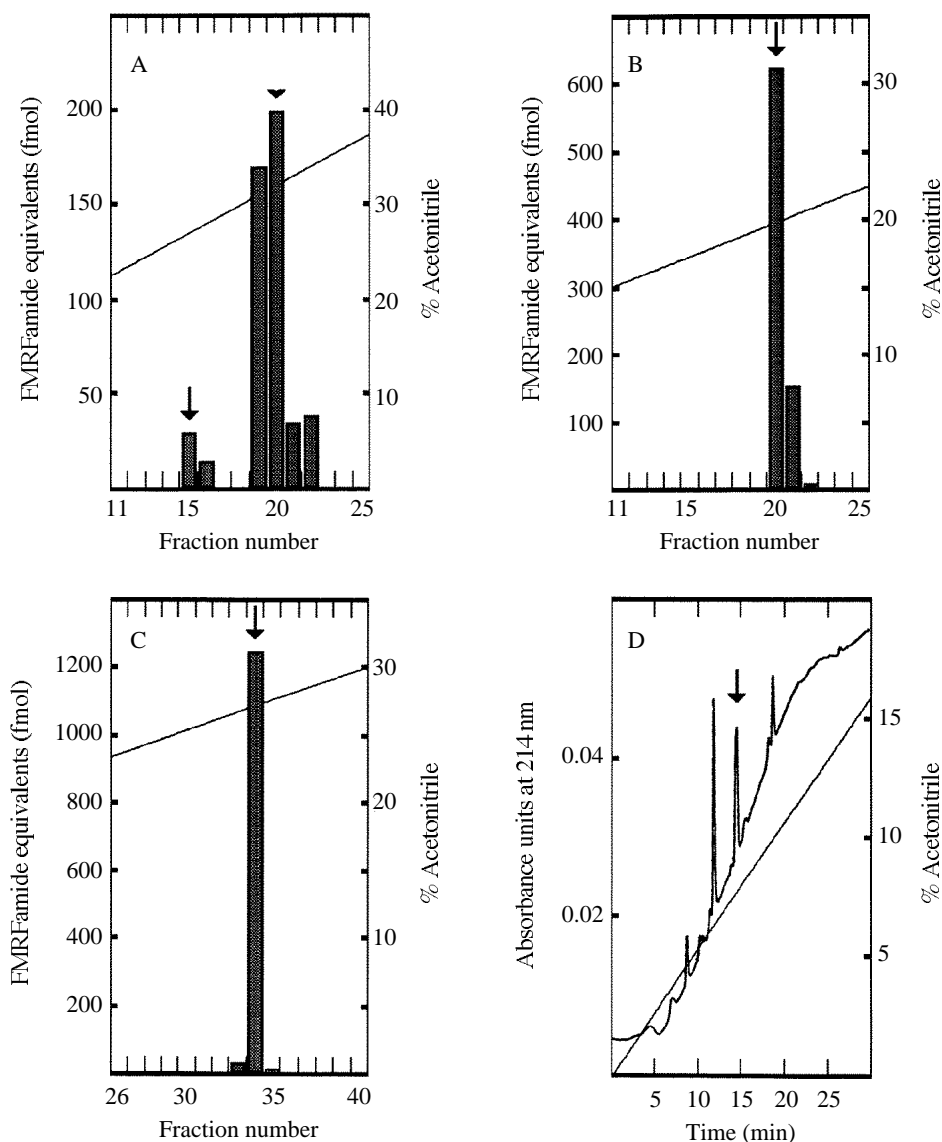 A
FMRFamide equivalents (fmol)
200
150
100
50
40
30
20
10
% Acetonitrile
11 15 20 25
Fraction number
B
FMRFamide equivalents (fmol)
600
500
400
300
200
100
30
20
10
% Acetonitrile
11 15 20 25
Fraction number
C
FMRFamide equivalents (fmol)
1200
1000
800
600
400
200
30
20
10
% Acetonitrile
26 30 35 40
Fraction number
D
Absorbance units at 214 nm
0.04
0.02
15
10
5
% Acetonitrile
5 10 15 20 25
Time (min)